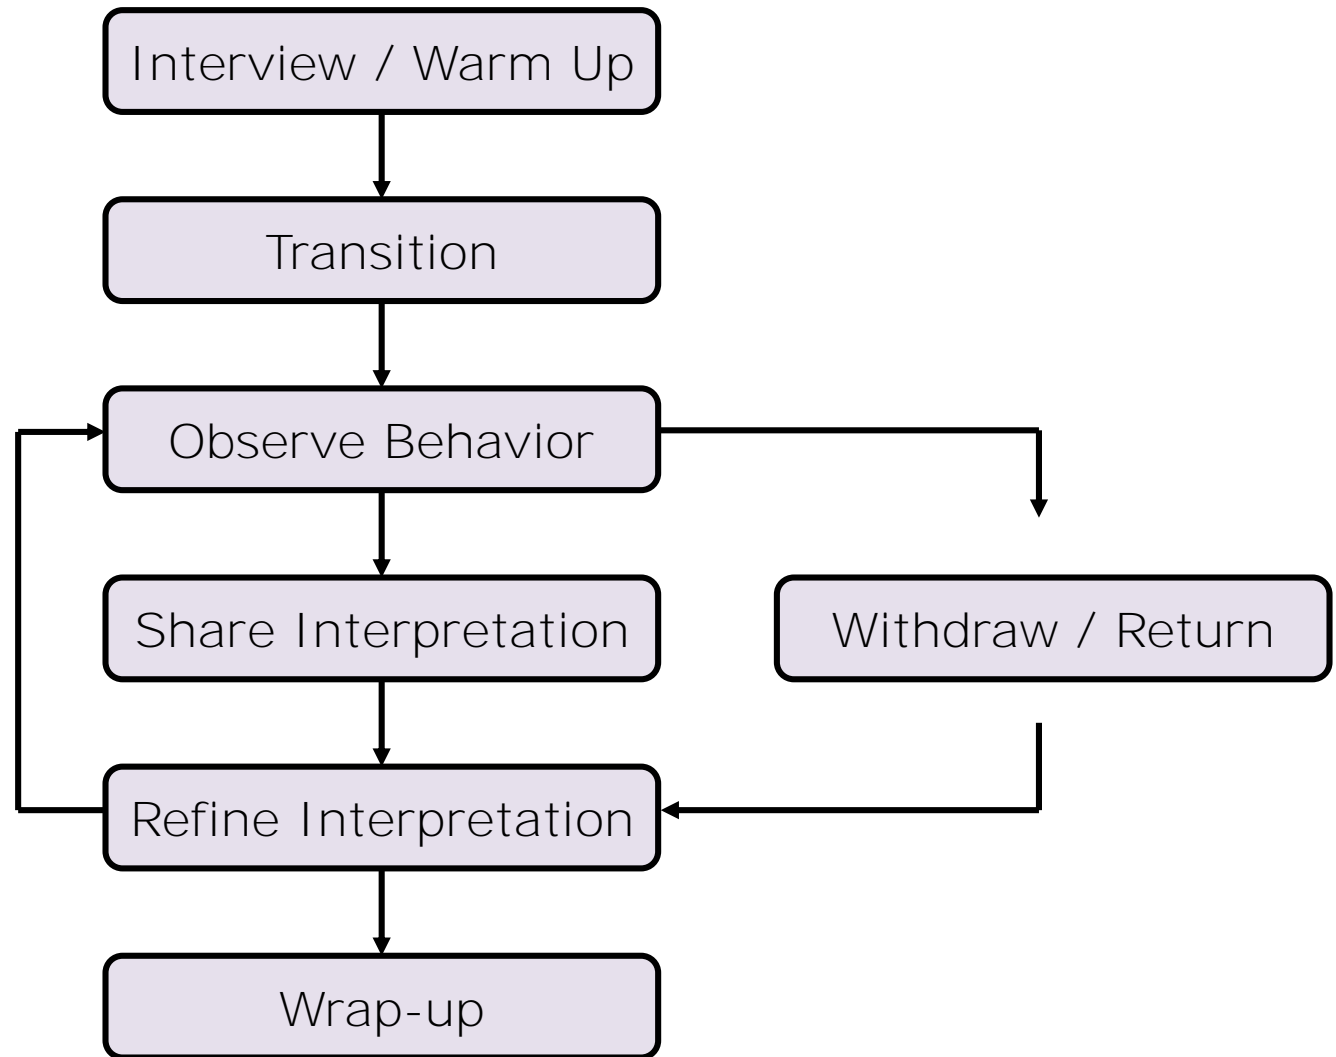 Interview / Warm Up
Transition
Observe Behavior
Share Interpretation
Withdraw / Return
Refine Interpretation
Wrap-up